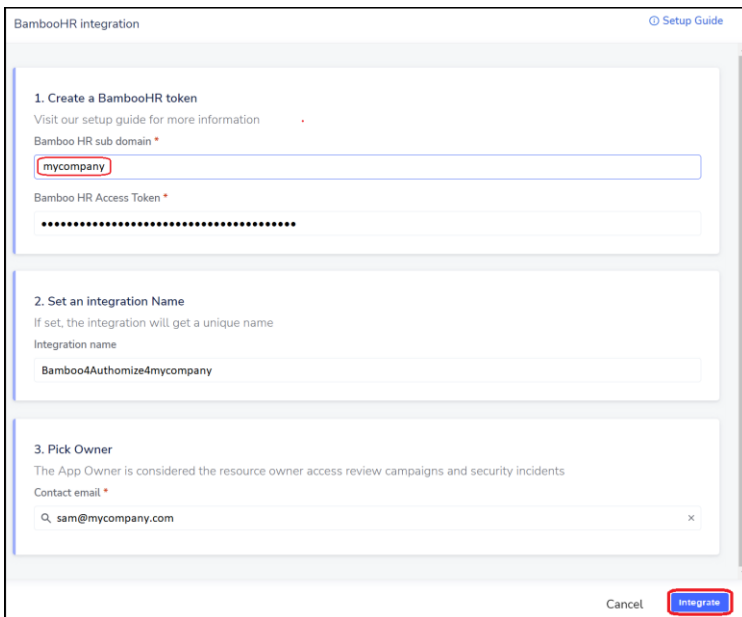 BambooHR integration
Setup Guide
1. Create a BambooHR token
Visit our setup guide for more information
Bamboo HR sub domain *
mycompany
Bamboo HR Access Token *
••••••••••••••••••••••••••••••••••••••••
2. Set an integration Name
If set, the integration will get a unique name
Integration name
Bamboo4Authomize4mycompany
3. Pick Owner
The App Owner is considered the resource owner access review campaigns and security incidents
Contact email *
sam@mycompany.com
Cancel Integrate